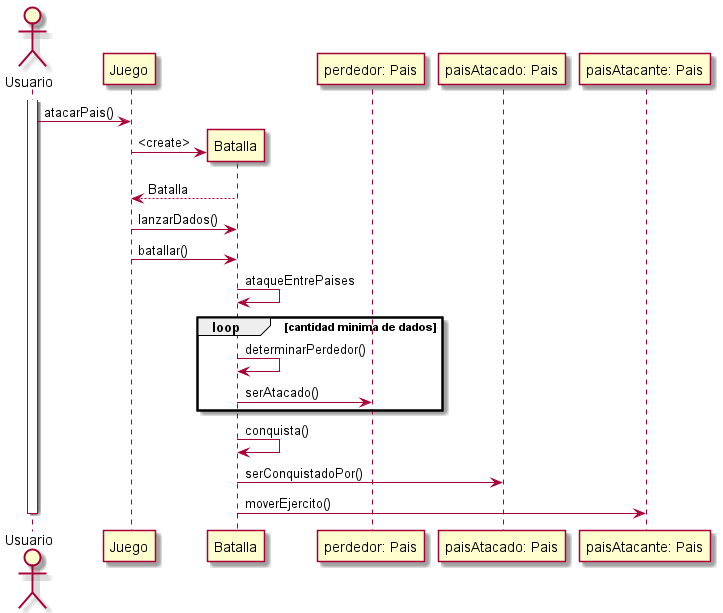 Usuario
Juego
perdedor: Pais
paisAtacado: Pais
paisAtacante: Pais
atacarPais()
<create>
Batalla
Batalla
lanzarDados()
batallar()
ataqueEntrePaises
loop [cantidad minima de dados]
determinarPerdedor()
serAtacado()
conquista()
serConquistadoPor()
moverEjercito()
Usuario
Juego
Batalla
perdedor: Pais
paisAtacado: Pais
paisAtacante: Pais